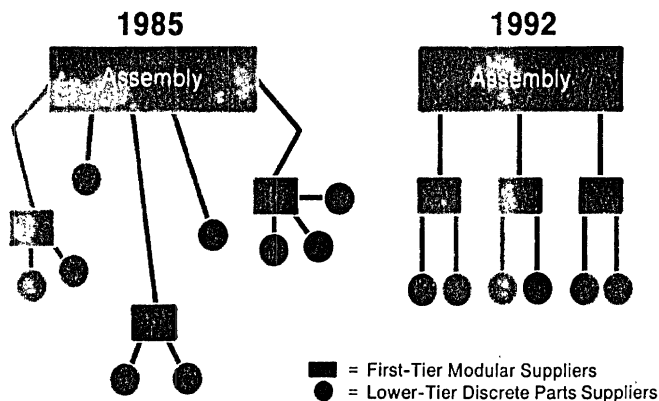 1985
1992
Assembly
Assembly
= First-Tier Modular Suppliers
= Lower-Tier Discrete Parts Suppliers